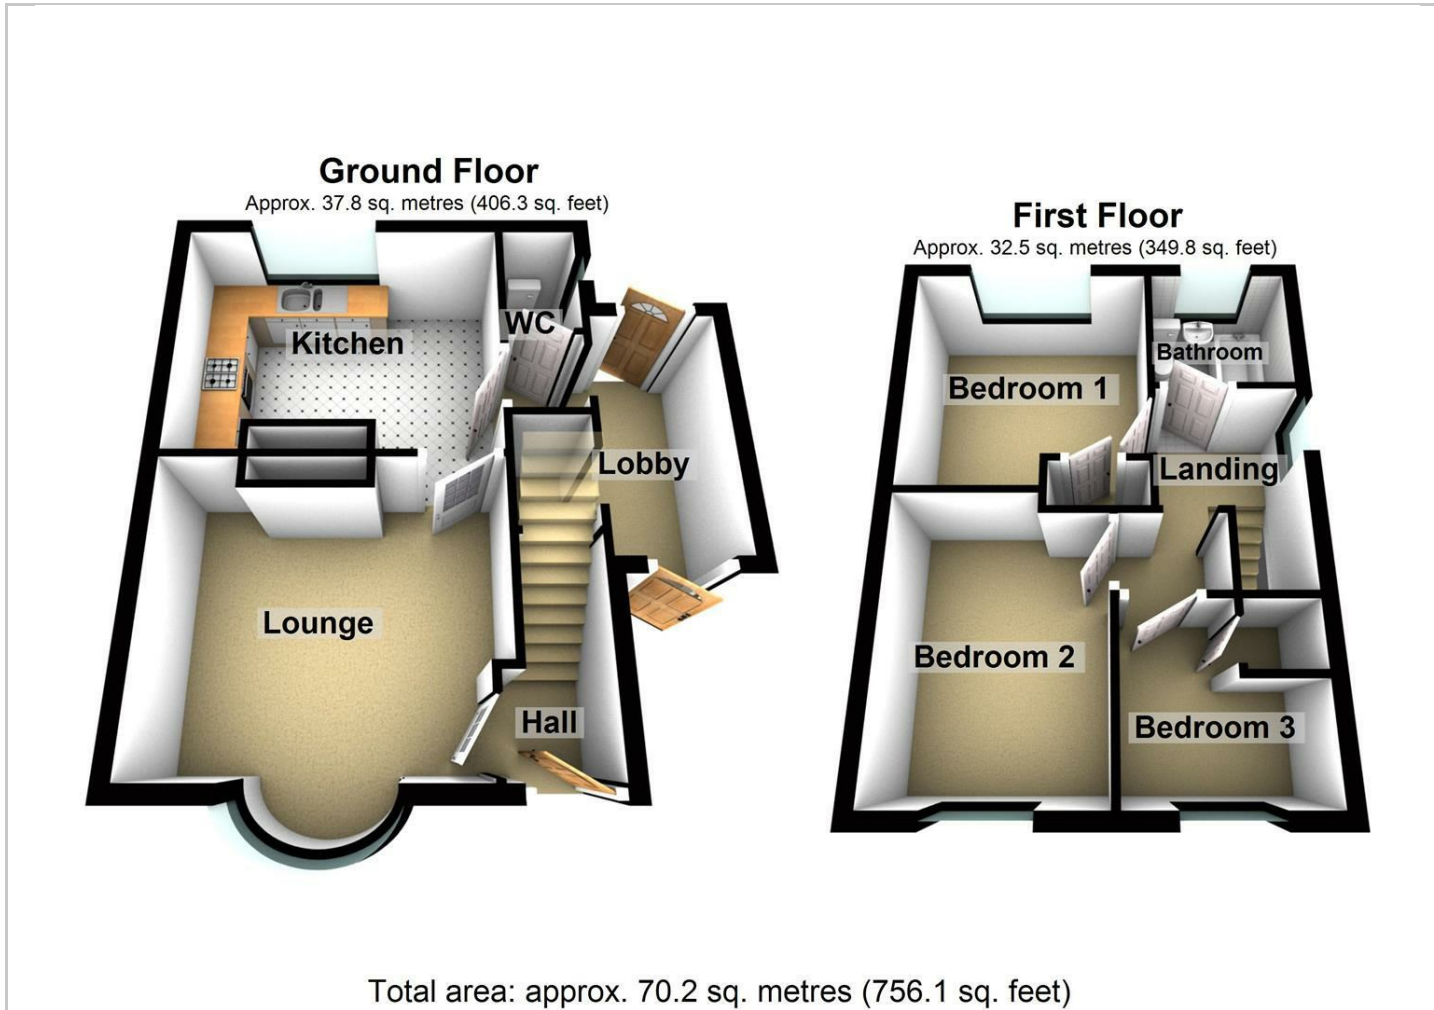 Ground Floor
Approx. 37.8 sq. metres (406.3 sq. feet)
Kitchen
WC
Lobby
Lounge
Hall
First Floor
Approx. 32.5 sq. metres (349.8 sq. feet)
Bathroom
Bedroom 1
Landing
Bedroom 2
Bedroom 3
Total area: approx. 70.2 sq. metres (756.1 sq. feet)